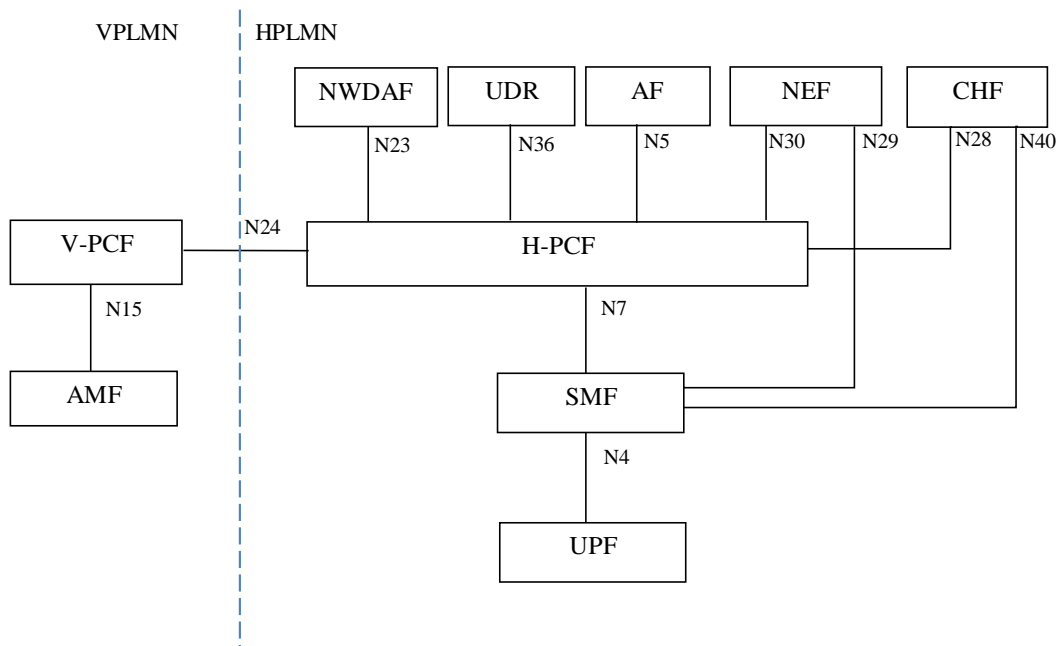 VPLMN
HPLMN
NWDAF
UDR
AF
NEF
CHF
N23
N36
N5
N30
N29
N28
N40
N24
V-PCF
H-PCF
N15
N7
AMF
SMF
N4
UPF